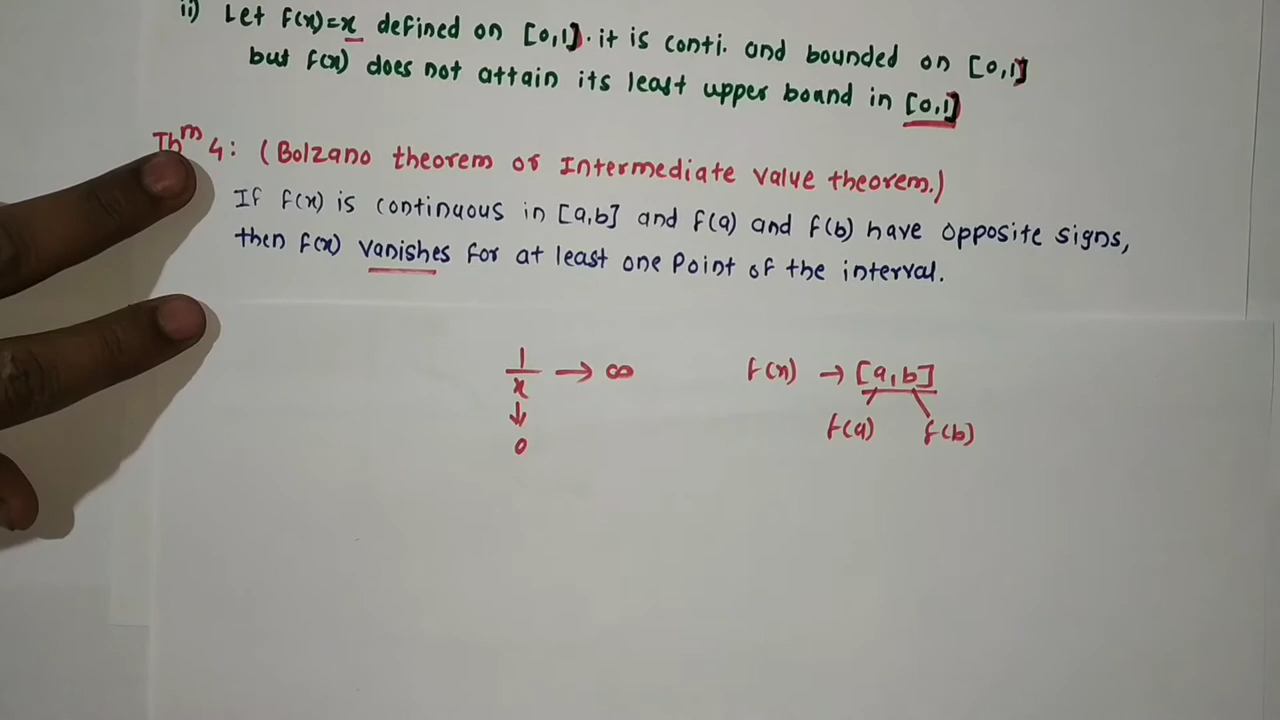 ii) Let f(x)=x defined on [0,1). it is conti. and bounded on [0,1)
but f(x) does not attain its least upper bound in [0,1)
Thm 4: (Bolzano theorem or Intermediate value theorem.)
If f(x) is continuous in [a,b] and f(a) and f(b) have opposite signs,
then f(x) vanishes for at least one point of the interval.
1/x → ∞
↓
0
f(x) → [a,b]
f(a) f(b)